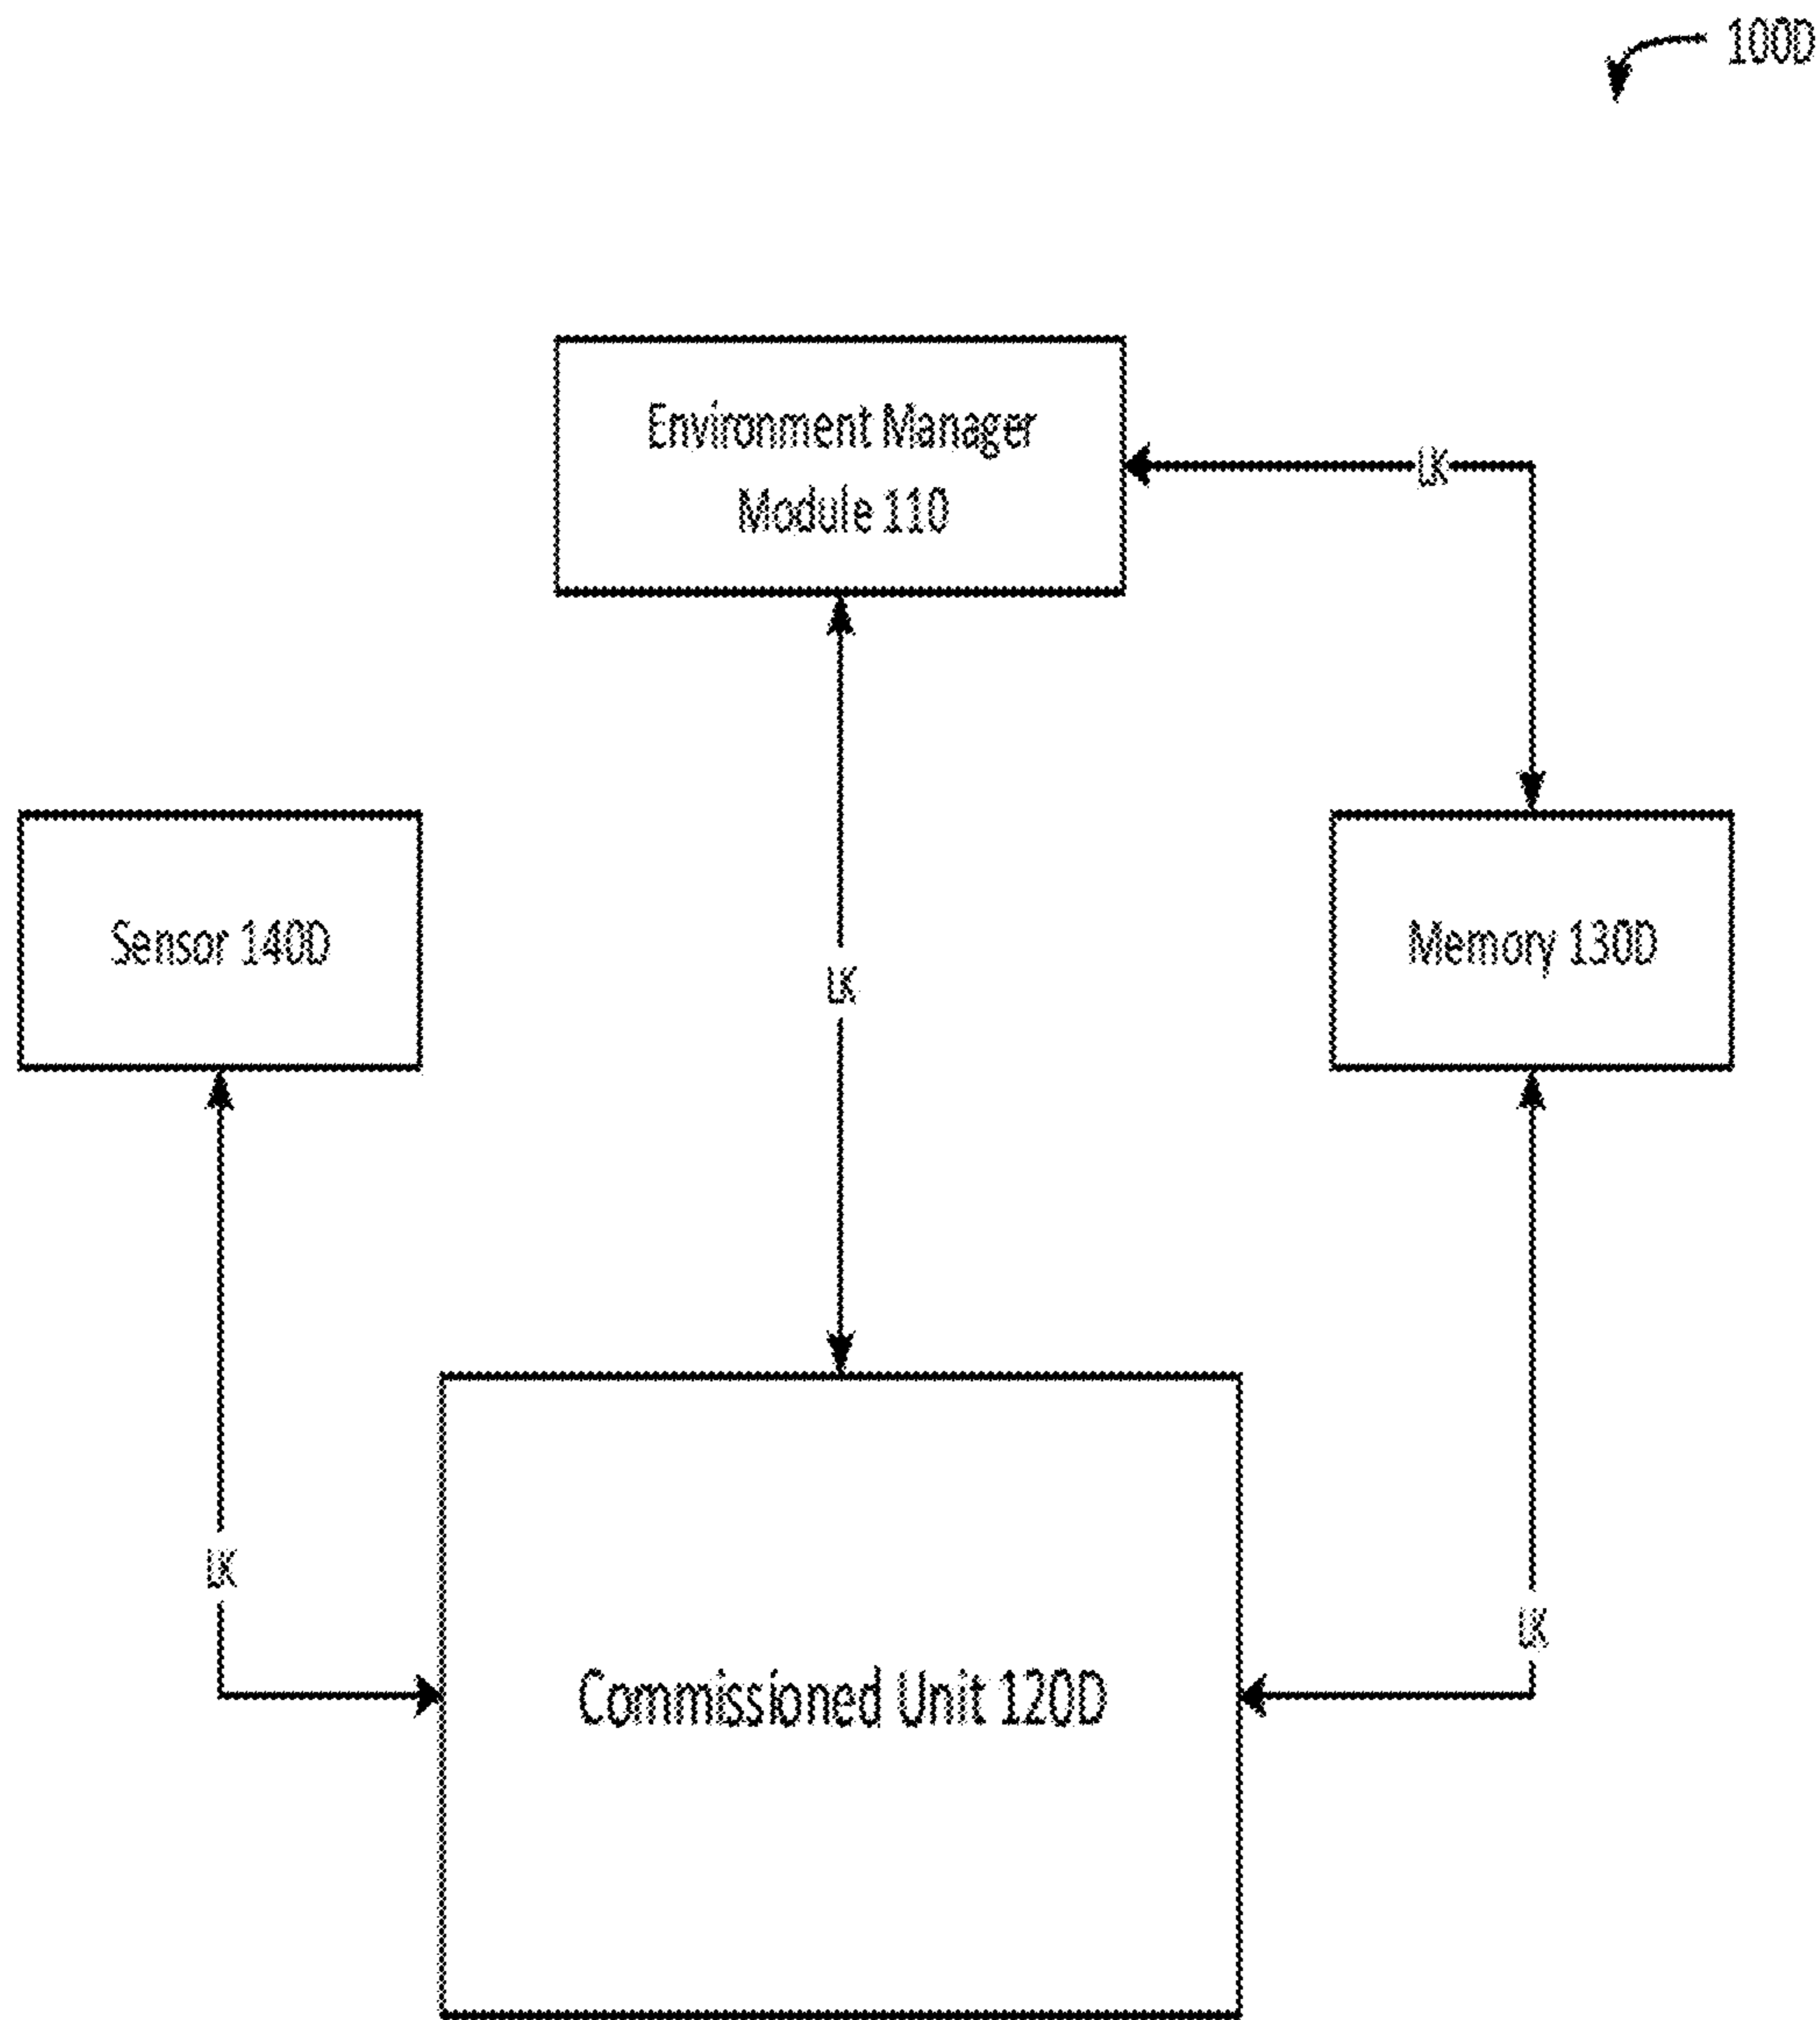 100D
Environment Manager
Module 110
LK
Sensor 140D
Memory 130D
LK
LK
LK
Commissioned Unit 120D